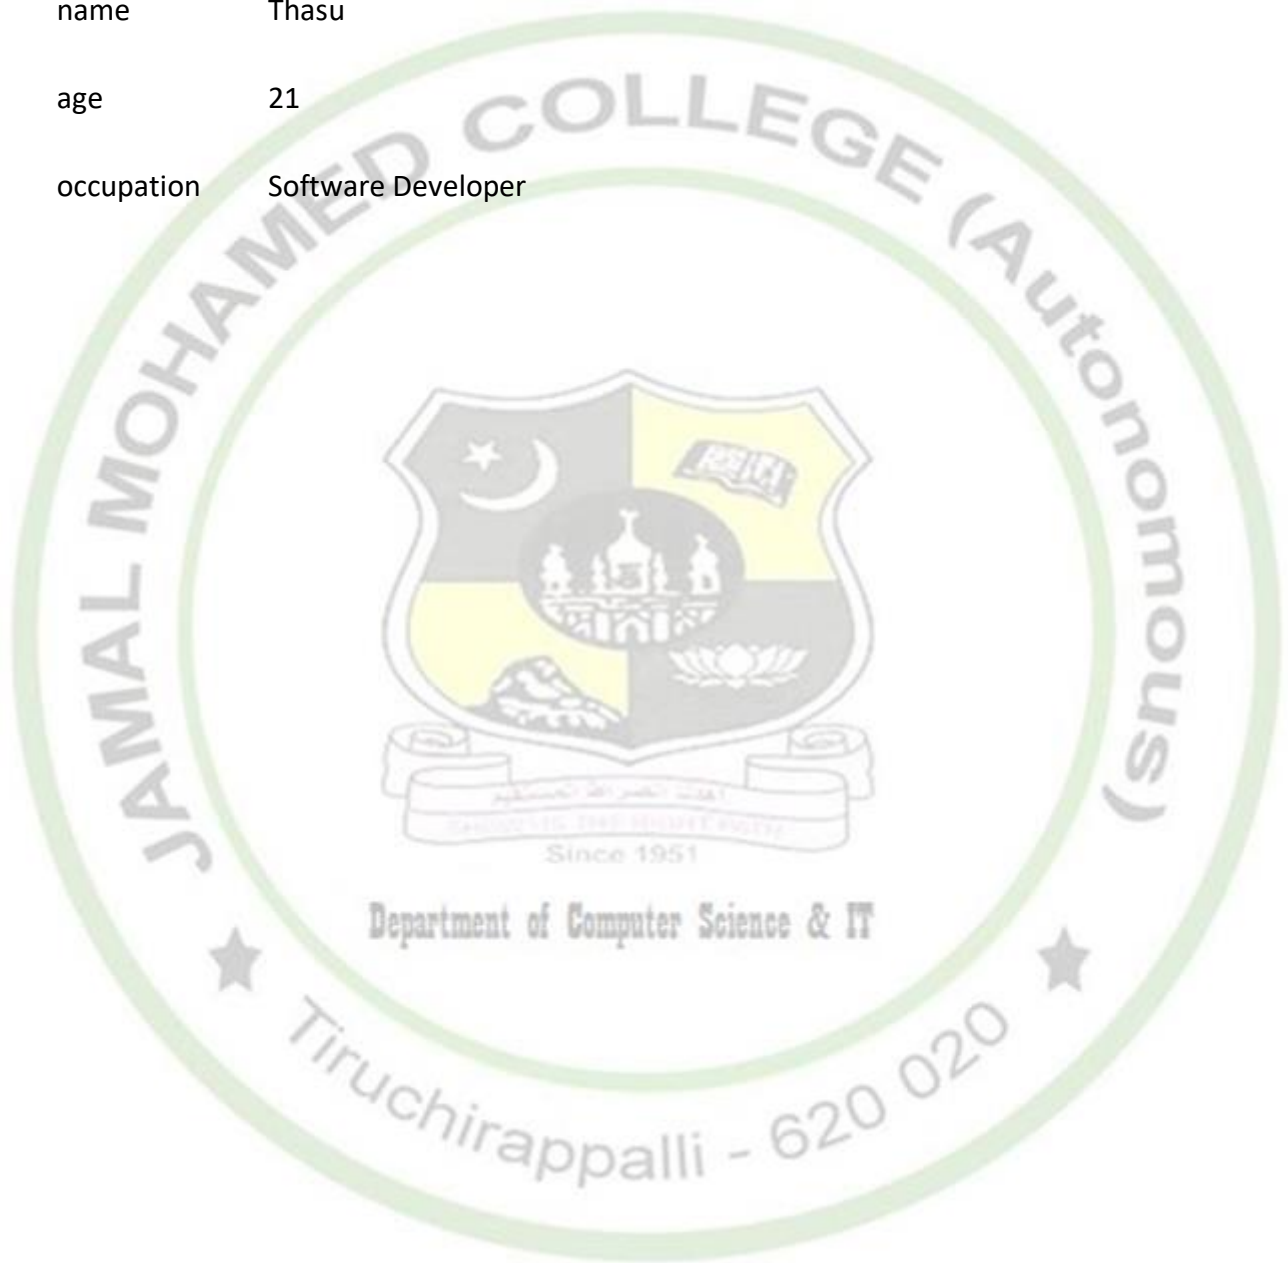 name Thasu
age 21
occupation Software Developer
JAMAL MOHAMED COLLEGE (Autonomous)
Since 1951
Department of Computer Science & IT
Tiruchirappalli - 620 020